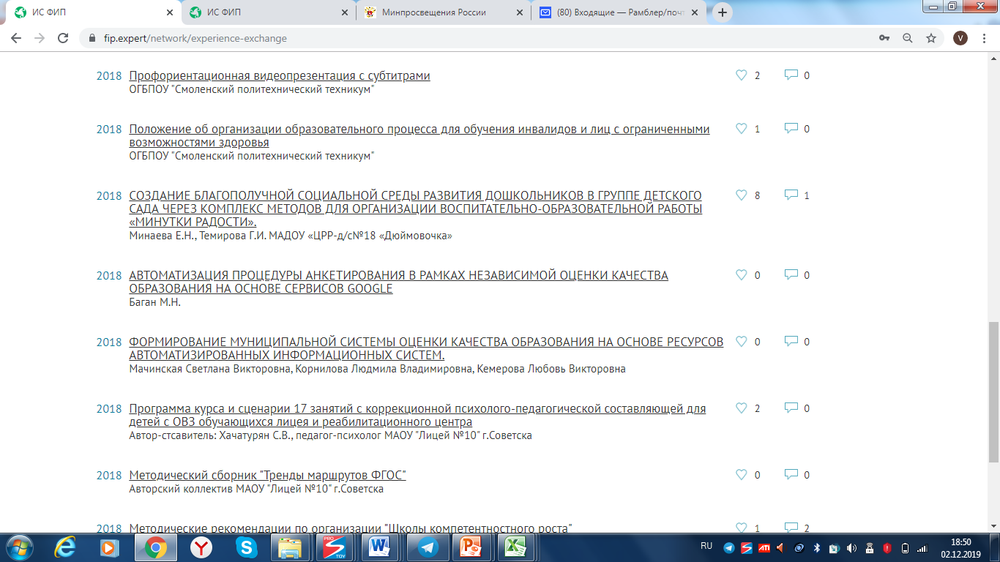 ИС ФИП
ИС ФИП
Минпросвещения России
(80) Входящие — Рамблер/почт
fip.expert/network/experience-exchange
V
2018 Профориентационная видеопрезентация с субтитрами 2 0
ОГБПОУ "Смоленский политехнический техникум"
2018 Положение об организации образовательного процесса для обучения инвалидов и лиц с ограниченными 1 0
возможностями здоровья
ОГБПОУ "Смоленский политехнический техникум"
2018 СОЗДАНИЕ БЛАГОПОЛУЧНОЙ СОЦИАЛЬНОЙ СРЕДЫ РАЗВИТИЯ ДОШКОЛЬНИКОВ В ГРУППЕ ДЕТСКОГО 8 1
САДА ЧЕРЕЗ КОМПЛЕКС МЕТОДОВ ДЛЯ ОРГАНИЗАЦИИ ВОСПИТАТЕЛЬНО-ОБРАЗОВАТЕЛЬНОЙ РАБОТЫ
«МИНУТКИ РАДОСТИ».
Минаева Е.Н., Темирова Г.И. МАДОУ «ЦРР-д/с№18 «Дюймовочка»
2018 АВТОМАТИЗАЦИЯ ПРОЦЕДУРЫ АНКЕТИРОВАНИЯ В РАМКАХ НЕЗАВИСИМОЙ ОЦЕНКИ КАЧЕСТВА 0 0
ОБРАЗОВАНИЯ НА ОСНОВЕ СЕРВИСОВ GOOGLE
Баган М.Н.
2018 ФОРМИРОВАНИЕ МУНИЦИПАЛЬНОЙ СИСТЕМЫ ОЦЕНКИ КАЧЕСТВА ОБРАЗОВАНИЯ НА ОСНОВЕ РЕСУРСОВ 0 0
АВТОМАТИЗИРОВАННЫХ ИНФОРМАЦИОННЫХ СИСТЕМ.
Мачинская Светлана Викторовна, Корнилова Людмила Владимировна, Кемерова Любовь Викторовна
2018 Программа курса и сценарии 17 занятий с коррекционной психолого-педагогической составляющей для 2 0
детей с ОВЗ обучающихся лицея и реабилитационного центра
Автор-стсавитель: Хачатурян С.В., педагог-психолог МАОУ "Лицей №10" г.Советска
2018 Методический сборник "Тренды маршрутов ФГОС" 0 0
Авторский коллектив МАОУ "Лицей №10" г.Советска
2018 Методические рекомендации по организации "Школы компетентностного роста" 1 2
PRO
TOY
RU
ATI
18:50
02.12.2019